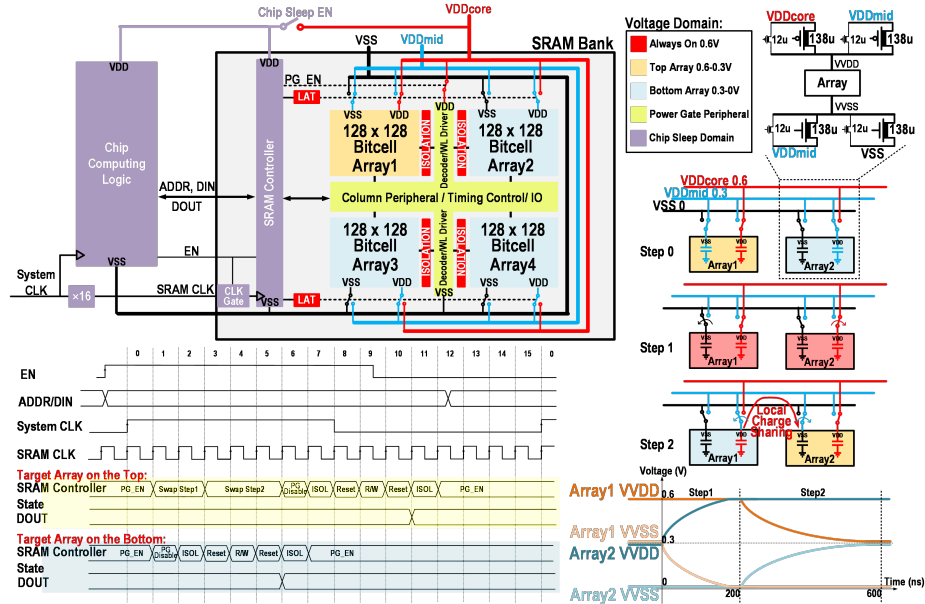 Chip Sleep EN
VDDcore
VSS
VDDmid
SRAM Bank
VDD
VDD
PG_EN
LAT
VSS
VDD
VDD
VSS
VDD
Chip
Computing
Logic
SRAM Controller
128 x 128
Bitcell
Array1
ISOLATION
Decoder/WL Driver
ISOLATION
128 x 128
Bitcell
Array2
ADDR, DIN
DOUT
Column Peripheral / Timing Control/ IO
128 x 128
Bitcell
Array3
ISOLATION
Decoder/WL Driver
ISOLATION
128 x 128
Bitcell
Array4
VSS
EN
System
CLK
×16
SRAM CLK
CLK
Gate
VSS
LAT
VSS
VDD
VSS
VSS
VDD
Voltage Domain:
Always On 0.6V
Top Array 0.6-0.3V
Bottom Array 0.3-0V
Power Gate Peripheral
Chip Sleep Domain
VDDcore
VDDmid
12u
138u
12u
138u
VVDD
Array
VVSS
12u
138u
12u
138u
VDDmid
VSS
VDDcore 0.6
VDDmid 0.3
VSS 0
Step 0
VSS
VDD
Array1
VSS
VDD
Array2
Step 1
Array1
Array2
Step 2
VSS
VDD
Array1
Local
Charge
Sharing
VSS
VDD
Array2
0 1 2 3 4 5 6 7 8 9 10 11 12 13 14 15 0
EN
ADDR/DIN
System CLK
SRAM CLK
Target Array on the Top:
SRAM Controller
State
PG_EN
Swap Step1
Swap Step2
PG
Disable
ISOL
Reset
R/W
Reset
ISOL
PG_EN
DOUT
Target Array on the Bottom:
SRAM Controller
State
PG_EN
PG
Disable
ISOL
Reset
R/W
Reset
ISOL
PG_EN
DOUT
Voltage (V)
Array1 VVDD
0.6
Step1
Step2
Array1 VVSS
0.3
Array2 VVDD
Array2 VVSS
0
200
600
Time (ns)